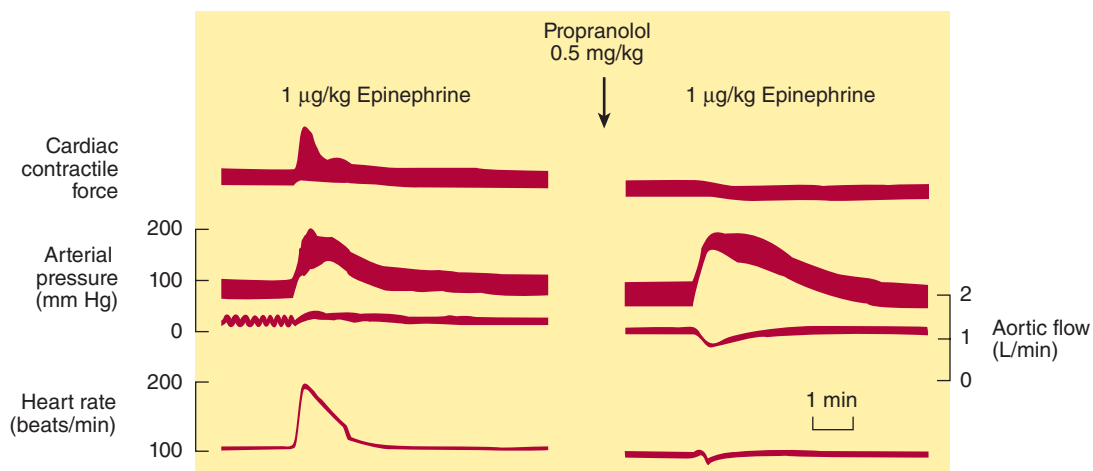 Propranolol
0.5 mg/kg
1 μg/kg Epinephrine
1 μg/kg Epinephrine
Cardiac
contractile
force
200
Arterial
pressure
(mm Hg)
100
0
2
1
0
Aortic flow
(L/min)
200
Heart rate
(beats/min)
100
1 min